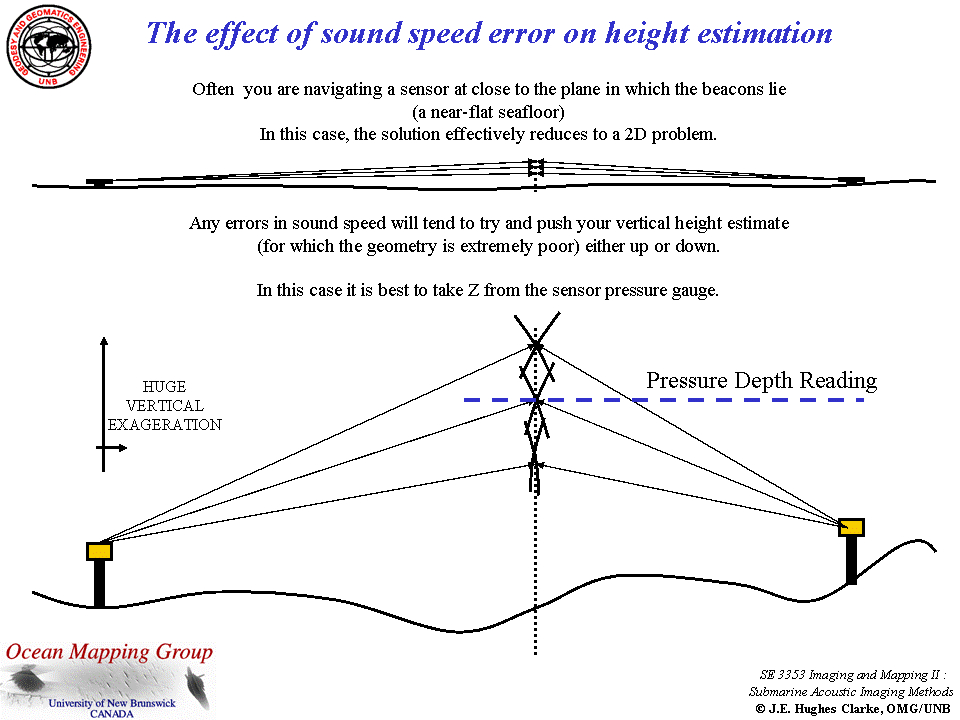 The effect of sound speed error on height estimation
GEODESY AND GEOMATICS ENGINEERING
UNB
Often you are navigating a sensor at close to the plane in which the beacons lie
(a near-flat seafloor)
In this case, the solution effectively reduces to a 2D problem.
Any errors in sound speed will tend to try and push your vertical height estimate
(for which the geometry is extremely poor) either up or down.
In this case it is best to take Z from the sensor pressure gauge.
HUGE
VERTICAL
EXAGERATION
Pressure Depth Reading
Ocean Mapping Group
University of New Brunswick
CANADA
SE 3353 Imaging and Mapping II :
Submarine Acoustic Imaging Methods
© J.E. Hughes Clarke, OMG/UNB